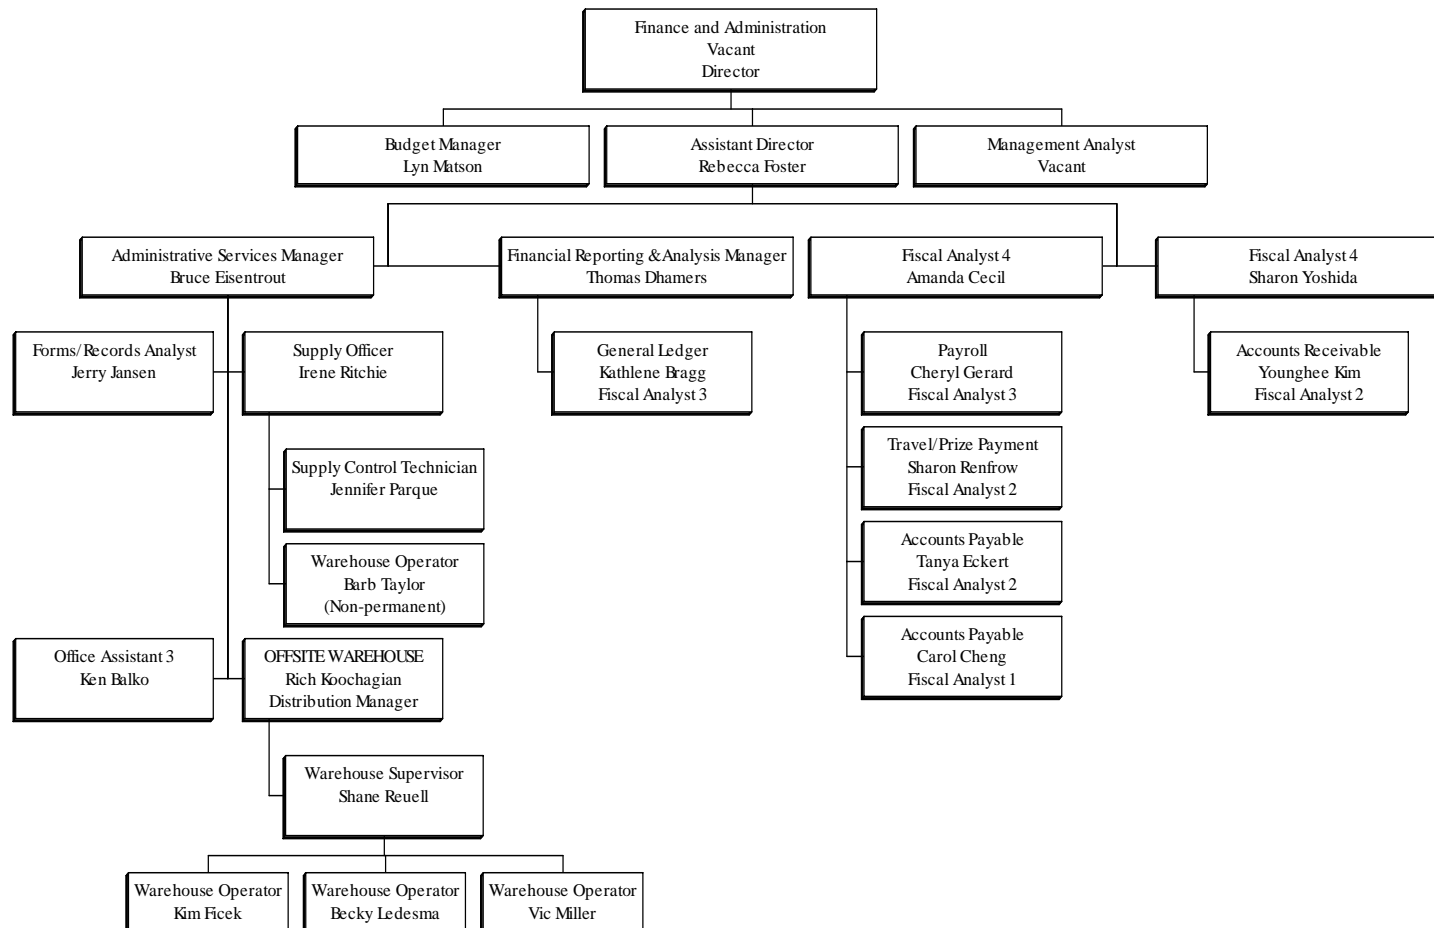 Finance and Administration
Vacant
Director
Budget Manager
Lyn Matson
Assistant Director
Rebecca Foster
Management Analyst
Vacant
Administrative Services Manager
Bruce Eisentrout
Financial Reporting & Analysis Manager
Thomas Dhamers
Fiscal Analyst 4
Amanda Cecil
Fiscal Analyst 4
Sharon Yoshida
Forms/Records Analyst
Jerry Jansen
Supply Officer
Irene Ritchie
General Ledger
Kathlene Bragg
Fiscal Analyst 3
Payroll
Cheryl Gerard
Fiscal Analyst 3
Accounts Receivable
Younghee Kim
Fiscal Analyst 2
Supply Control Technician
Jennifer Parque
Travel/Prize Payment
Sharon Renfrow
Fiscal Analyst 2
Warehouse Operator
Barb Taylor
(Non-permanent)
Accounts Payable
Tanya Eckert
Fiscal Analyst 2
Office Assistant 3
Ken Balko
OFFSITE WAREHOUSE
Rich Koochagian
Distribution Manager
Accounts Payable
Carol Cheng
Fiscal Analyst 1
Warehouse Supervisor
Shane Reuell
Warehouse Operator
Kim Ficek
Warehouse Operator
Becky Ledesma
Warehouse Operator
Vic Miller